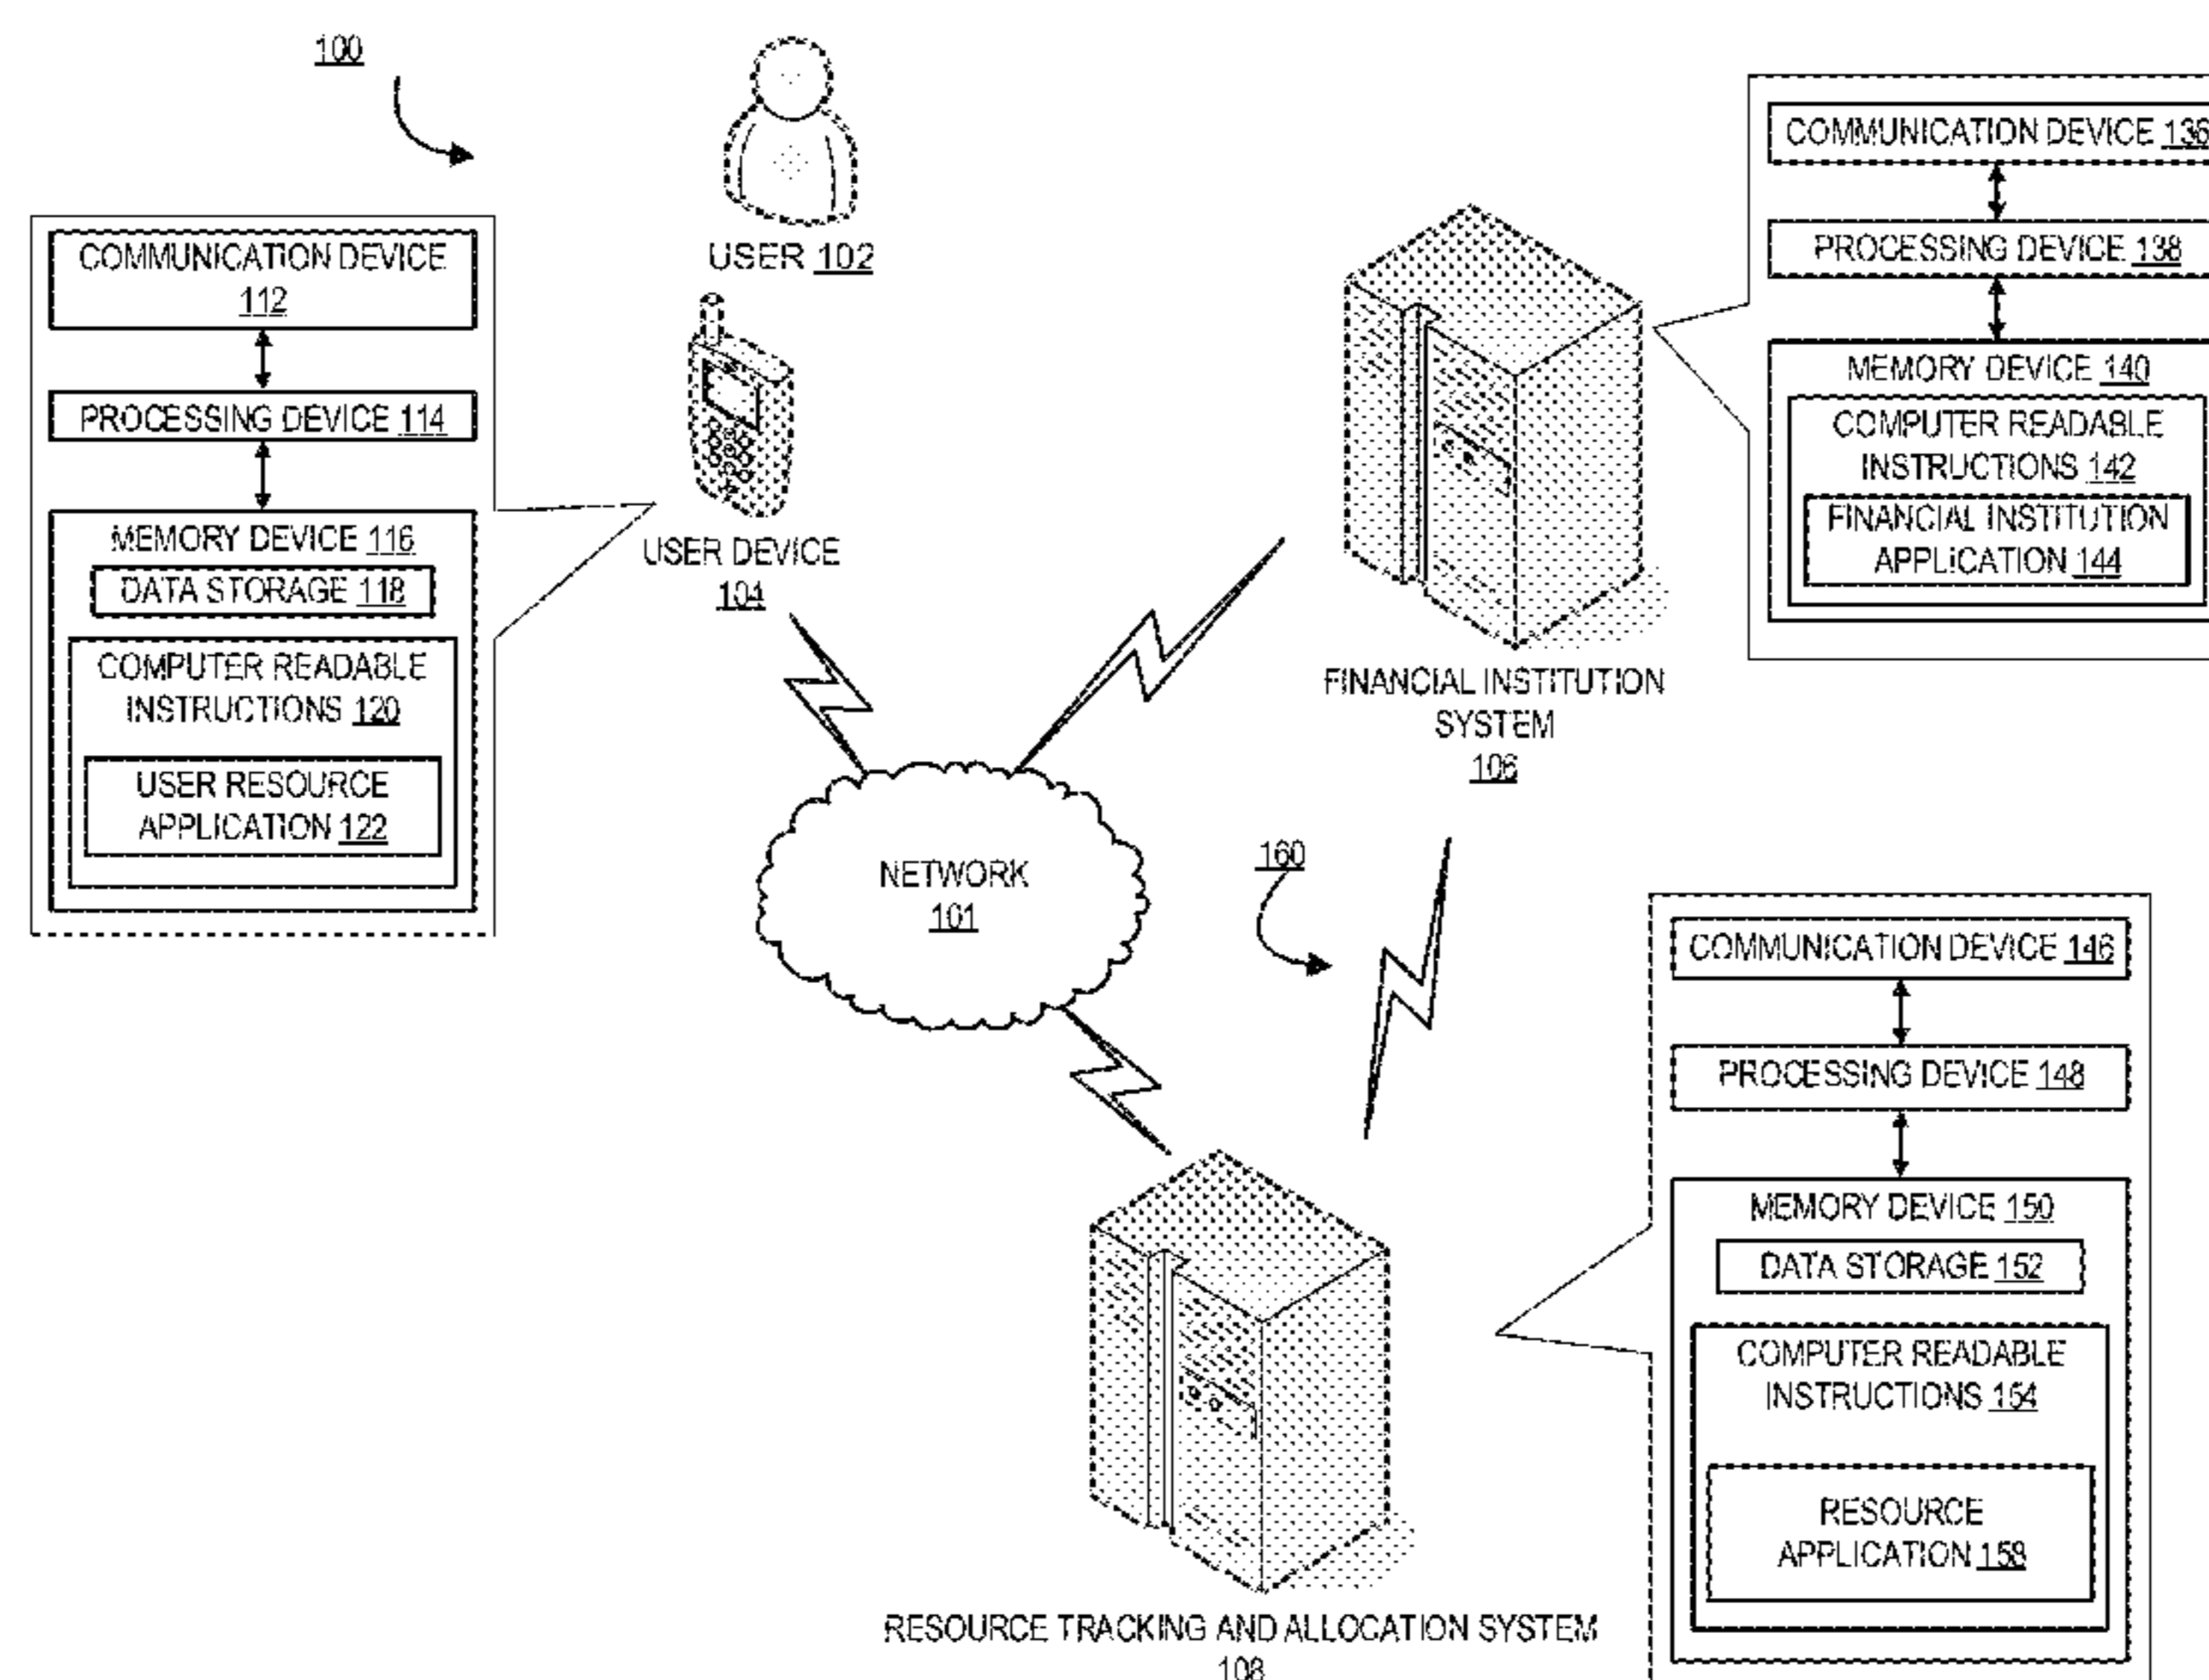 100
USER 102
COMMUNICATION DEVICE
112
PROCESSING DEVICE 114
MEMORY DEVICE 116
DATA STORAGE 118
COMPUTER READABLE
INSTRUCTIONS 120
USER RESOURCE
APPLICATION 122
USER DEVICE
104
COMMUNICATION DEVICE 136
PROCESSING DEVICE 138
MEMORY DEVICE 140
COMPUTER READABLE
INSTRUCTIONS 142
FINANCIAL INSTITUTION
APPLICATION 144
FINANCIAL INSTITUTION
SYSTEM
106
NETWORK
101
160
COMMUNICATION DEVICE 146
PROCESSING DEVICE 148
MEMORY DEVICE 150
DATA STORAGE 152
COMPUTER READABLE
INSTRUCTIONS 154
RESOURCE
APPLICATION 158
RESOURCE TRACKING AND ALLOCATION SYSTEM
108